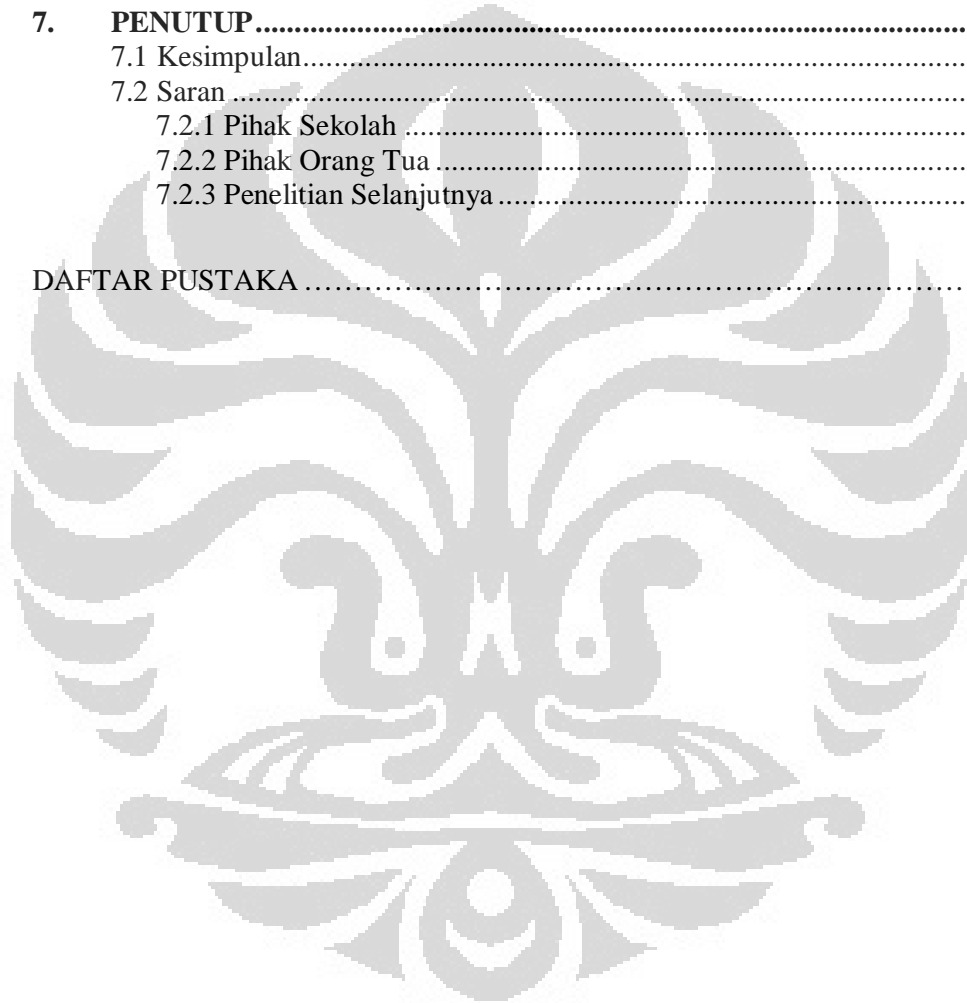 7. PENUTUP................................................................................
7.1 Kesimpulan...........................................................................
7.2 Saran ...................................................................................
7.2.1 Pihak Sekolah ...............................................................
7.2.2 Pihak Orang Tua ...........................................................
7.2.3 Penelitian Selanjutnya ....................................................
DAFTAR PUSTAKA ……………………………………………………………